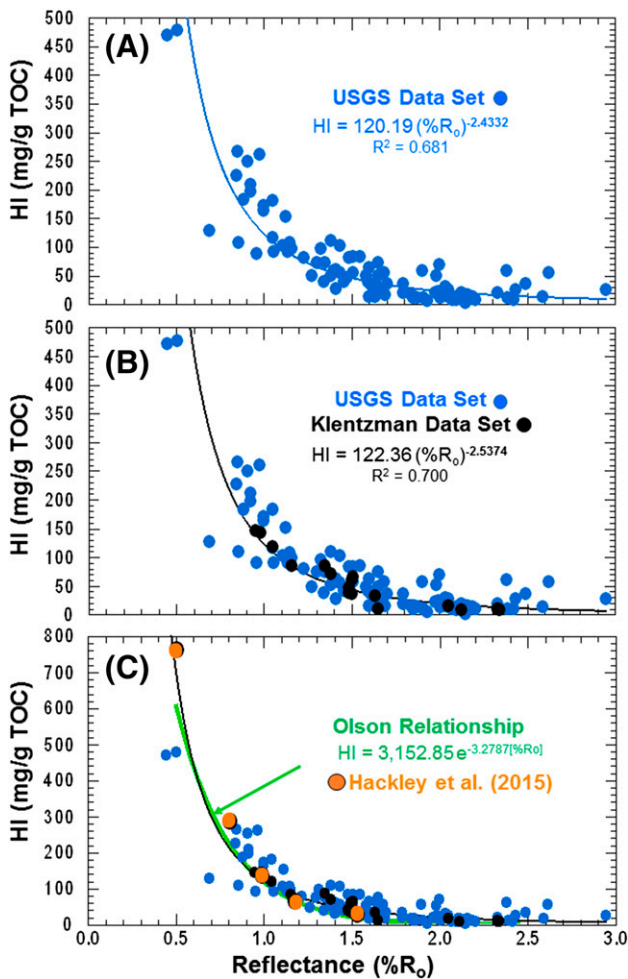 (A)
500
450
400
350
300
250
200
150
100
50
0
HI (mg/g TOC)
USGS Data Set
HI = 120.19 (%Ro)-2.4332
R2 = 0.681
(B)
500
450
400
350
300
250
200
150
100
50
0
HI (mg/g TOC)
USGS Data Set
Klentzman Data Set
HI = 122.36 (%Ro)-2.5374
R2 = 0.700
(C)
800
700
600
500
400
300
200
100
0
HI (mg/g TOC)
Olson Relationship
HI = 3,152.85e-3.2787[%Ro]
Hackley et al. (2015)
0.0 0.5 1.0 1.5 2.0 2.5 3.0
Reflectance (%Ro)